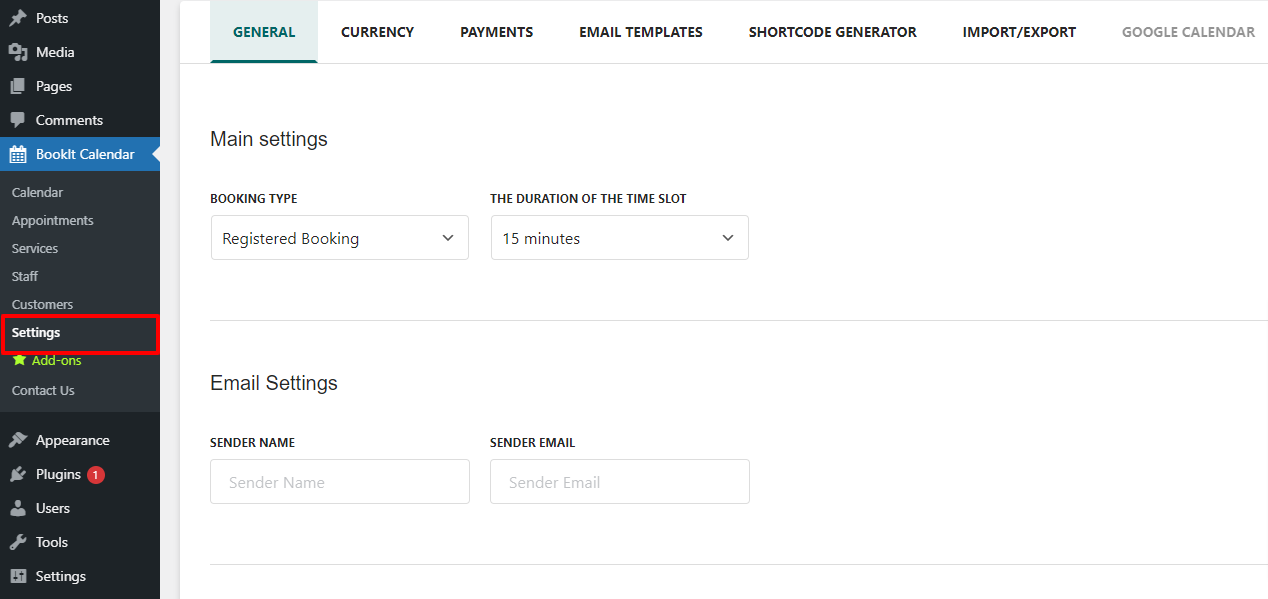 Posts
Media
Pages
Comments
BookIt Calendar
Calendar
Appointments
Services
Staff
Customers
Settings
Add-ons
Contact Us
Appearance
Plugins 1
Users
Tools
Settings
GENERAL CURRENCY PAYMENTS EMAIL TEMPLATES SHORTCODE GENERATOR IMPORT/EXPORT GOOGLE CALENDAR
Main settings
BOOKING TYPE THE DURATION OF THE TIME SLOT
Registered Booking 15 minutes
Email Settings
SENDER NAME SENDER EMAIL
Sender Name Sender Email